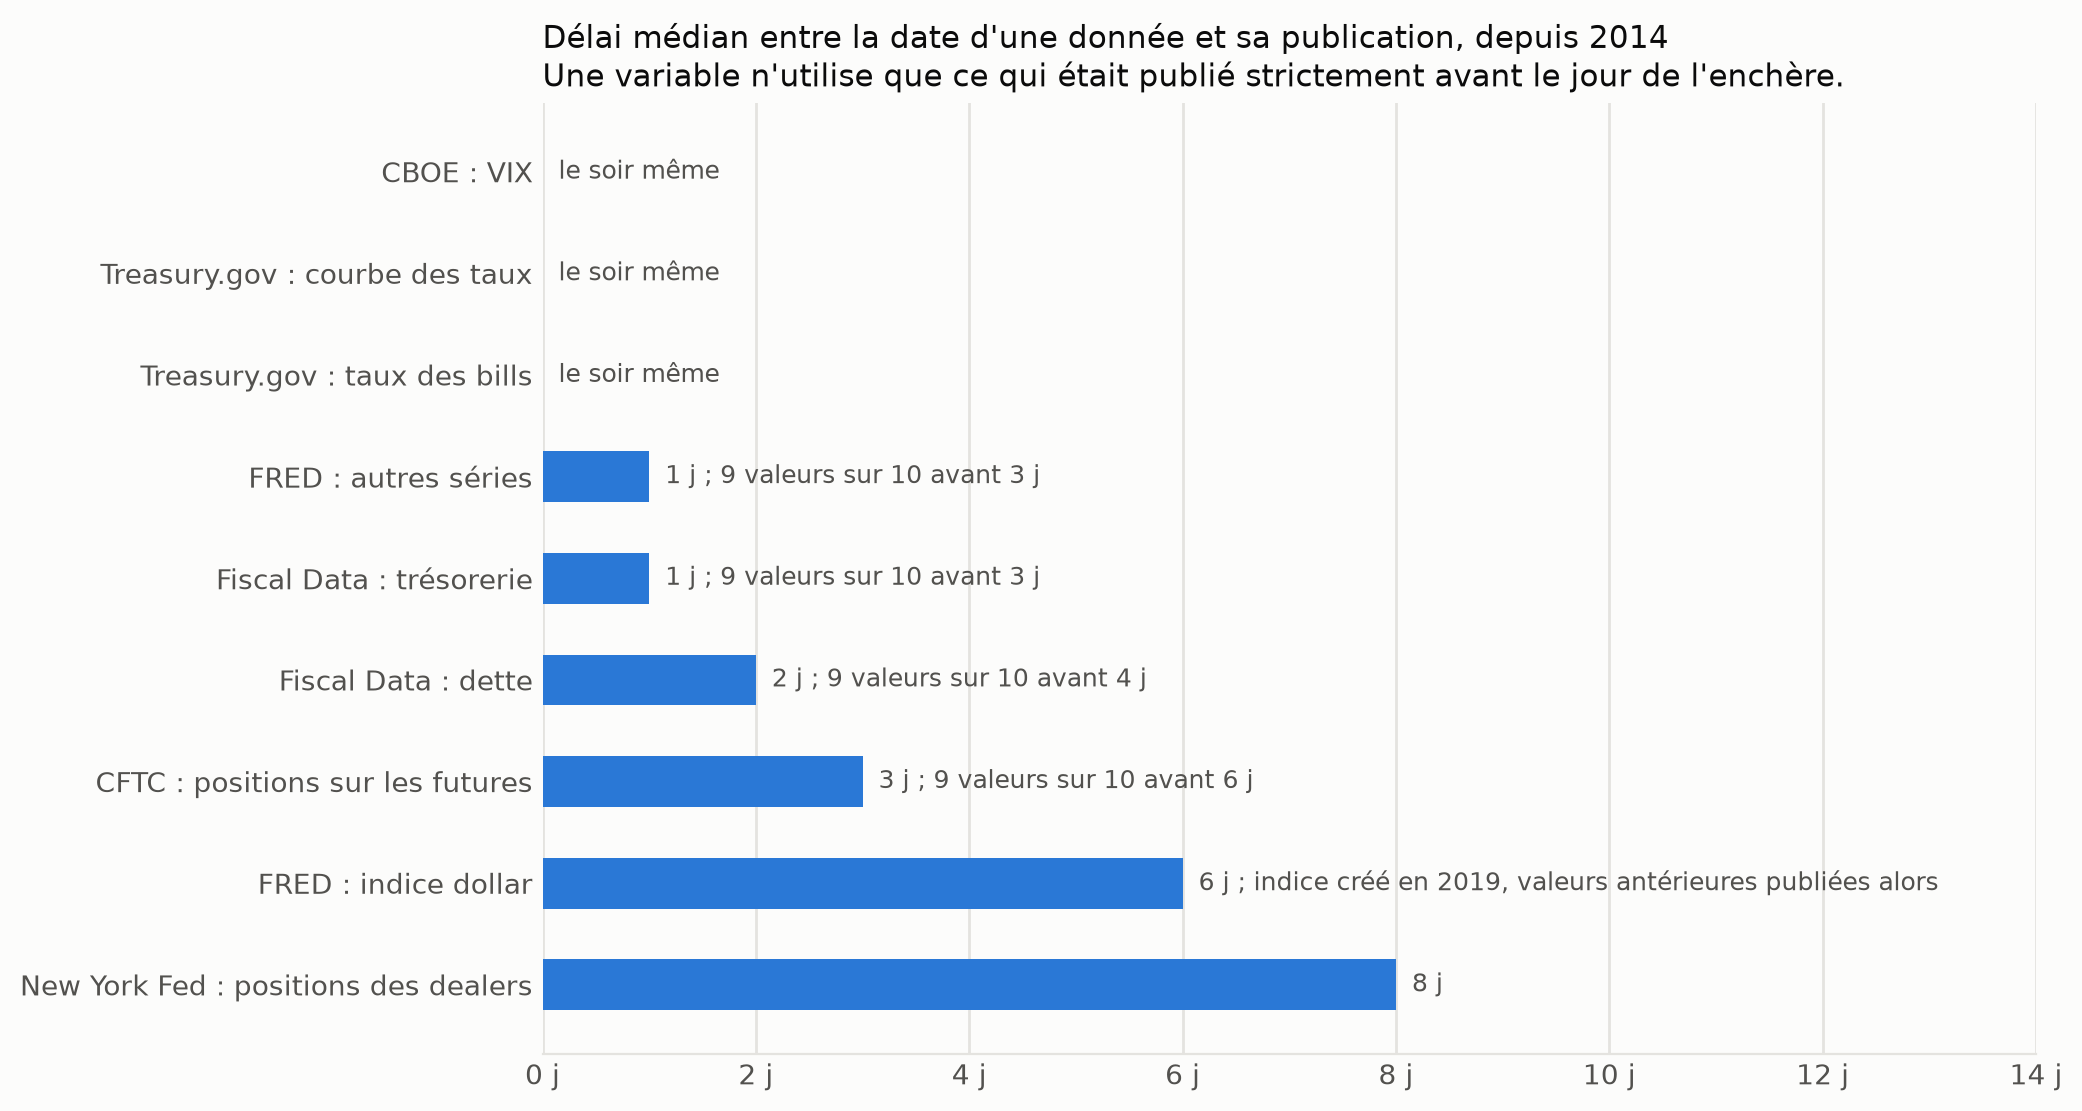 Délai médian entre la date d'une donnée et sa publication, depuis 2014
Une variable n'utilise que ce qui était publié strictement avant le jour de l'enchère.
CBOE : VIX le soir même
Treasury.gov : courbe des taux le soir même
Treasury.gov : taux des bills le soir même
FRED : autres séries 1 j ; 9 valeurs sur 10 avant 3 j
Fiscal Data : trésorerie 1 j ; 9 valeurs sur 10 avant 3 j
Fiscal Data : dette 2 j ; 9 valeurs sur 10 avant 4 j
CFTC : positions sur les futures 3 j ; 9 valeurs sur 10 avant 6 j
FRED : indice dollar 6 j ; indice créé en 2019, valeurs antérieures publiées alors
New York Fed : positions des dealers 8 j
0 j 2 j 4 j 6 j 8 j 10 j 12 j 14 j